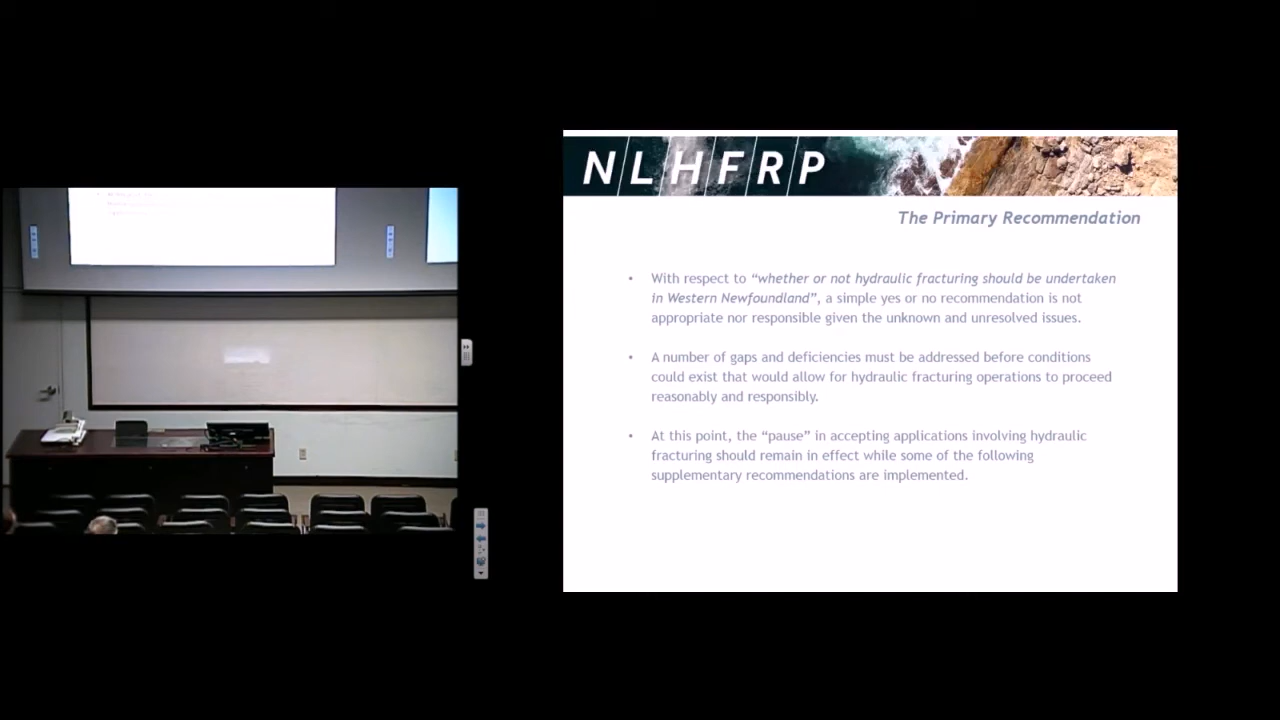 NLHFRP
The Primary Recommendation
• With respect to “whether or not hydraulic fracturing should be undertaken
in Western Newfoundland”, a simple yes or no recommendation is not
appropriate nor responsible given the unknown and unresolved issues.
• A number of gaps and deficiencies must be addressed before conditions
could exist that would allow for hydraulic fracturing operations to proceed
reasonably and responsibly.
• At this point, the “pause” in accepting applications involving hydraulic
fracturing should remain in effect while some of the following
supplementary recommendations are implemented.